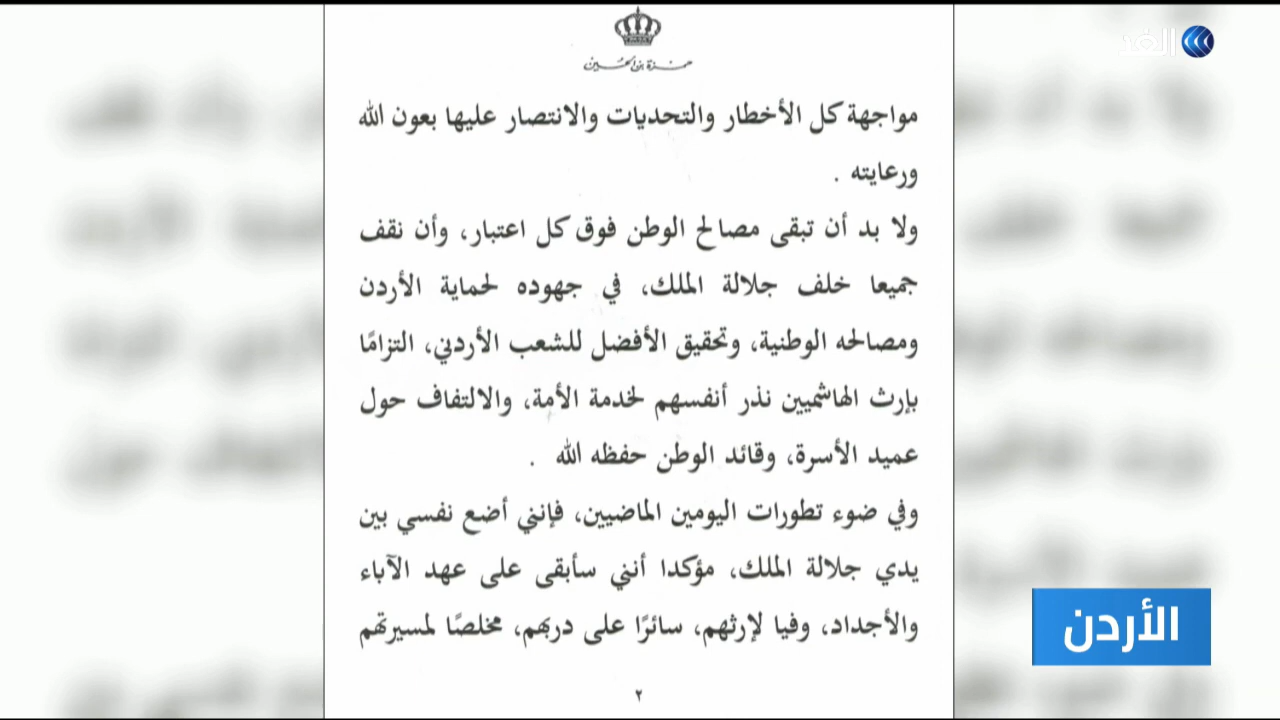 الغد
حمزة بن الحسين
مواجهة كل الأخطار والتحديات والانتصار عليها بعون الله
ورعايته .
ولا بد أن تبقى مصالح الوطن فوق كل اعتبار، وأن نقف
جميعا خلف جلالة الملك، في جهوده لحماية الأردن
ومصالحه الوطنية، وتحقيق الأفضل للشعب الأردني، التزامًا
بإرث الهاشميين نذر أنفسهم لخدمة الأمة، والالتفاف حول
عميد الأسرة، وقائد الوطن حفظه الله .
وفي ضوء تطورات اليومين الماضيين، فإنني أضع نفسي بين
يدي جلالة الملك، مؤكدا أنني سأبقى على عهد الآباء
والأجداد، وفيا لإرثهم، سائرًا على دربهم، مخلصًا لمسيرتهم
٢
الأردن